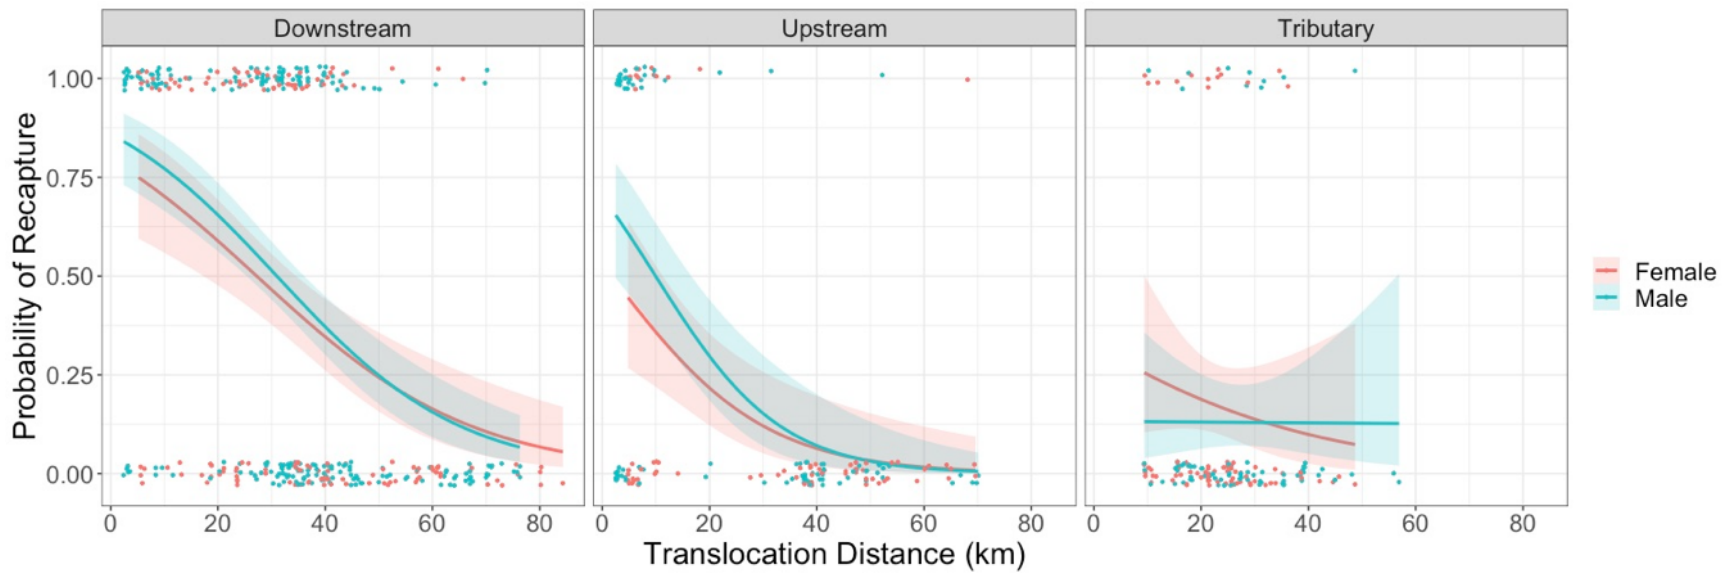 Downstream
Upstream
Tributary
Probability of Recapture
1.00
0.75
0.50
0.25
0.00
0 20 40 60 80
0 20 40 60 80
0 20 40 60 80
Translocation Distance (km)
Female
Male